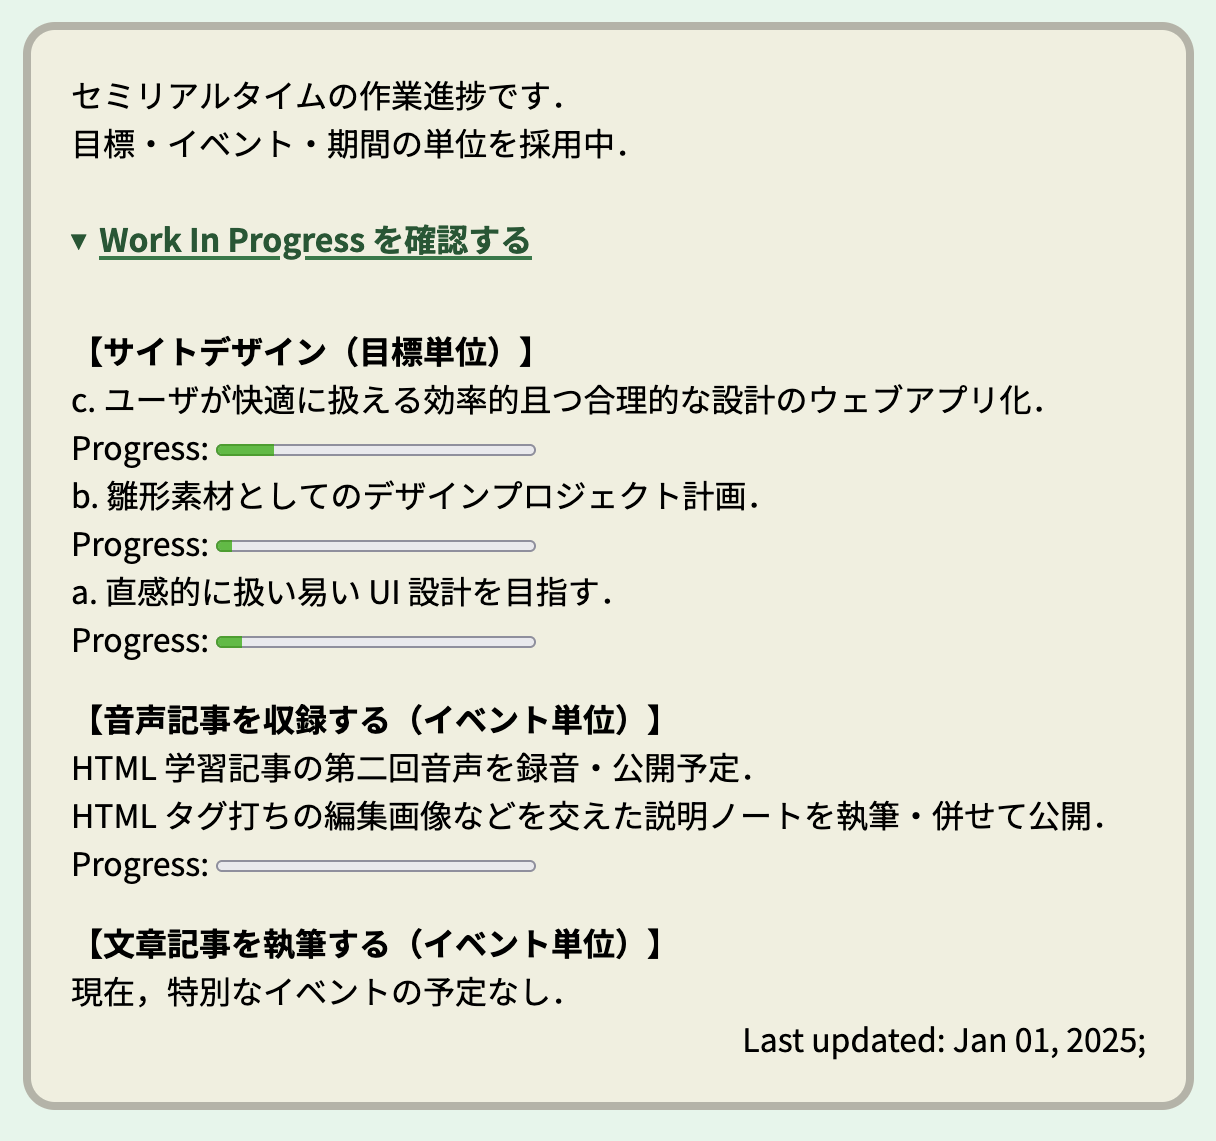 セミリアルタイムの作業進捗です．
目標・イベント・期間の単位を採用中．
▼ Work In Progress を確認する
【サイトデザイン（目標単位）】
c. ユーザが快適に扱える効率的且つ合理的な設計のウェブアプリ化．
Progress:
b. 雛形素材としてのデザインプロジェクト計画．
Progress:
a. 直感的に扱い易い UI 設計を目指す．
Progress:
【音声記事を収録する（イベント単位）】
HTML 学習記事の第二回音声を録音・公開予定．
HTML タグ打ちの編集画像などを交えた説明ノートを執筆・併せて公開．
Progress:
【文章記事を執筆する（イベント単位）】
現在，特別なイベントの予定なし．
Last updated: Jan 01, 2025;